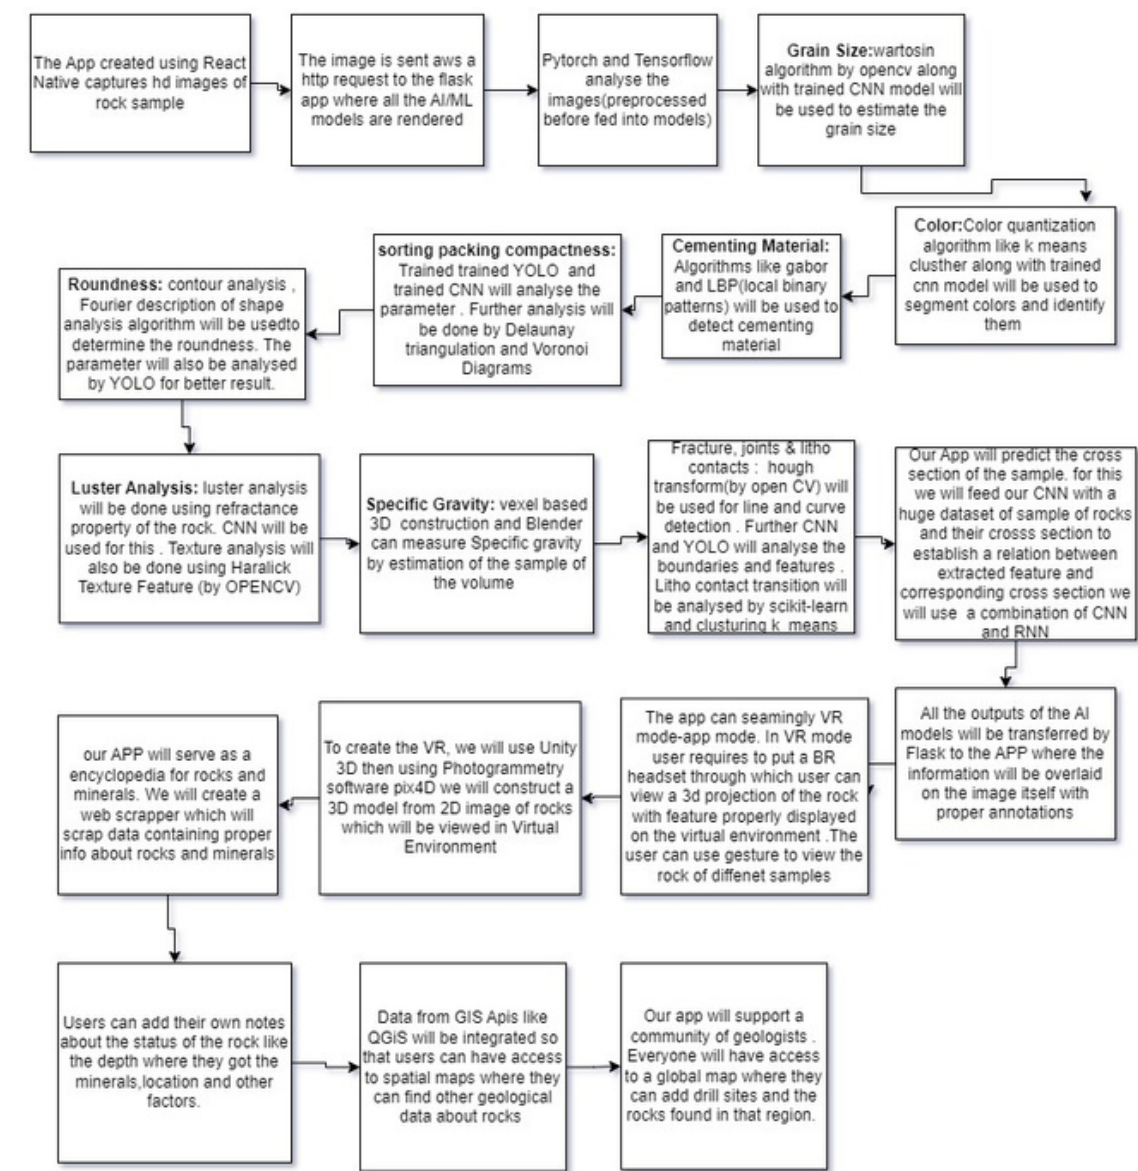 The App created using React
Native captures hd images of
rock sample
The image is sent aws a
http request to the flask
app where all the AI/ML
models are rendered
Pytorch and Tensorflow
analyse the
images(preprocessed
before fed into models)
Grain Size:wartosin
algorithm by opencv along
with trained CNN model will
be used to estimate the
grain size
Color:Color quantization
algorithm like k means
clusther along with trained
cnn model will be used to
segment colors and identify
them
Cementing Material:
Algorithms like gabor
and LBP(local binary
patterns) will be used to
detect cementing
material
sorting packing compactness:
Trained trained YOLO and
trained CNN will analyse the
parameter . Further analysis will
be done by Delaunay
triangulation and Voronoi
Diagrams
Roundness: contour analysis ,
Fourier description of shape
analysis algorithm will be usedto
determine the roundness. The
parameter will also be analysed
by YOLO for better result.
Luster Analysis: luster analysis
will be done using refractance
property of the rock. CNN will be
used for this . Texture analysis will
also be done using Haralick
Texture Feature (by OPENCV)
Specific Gravity: vexel based
3D construction and Blender
can measure Specific gravity
by estimation of the sample of
the volume
Fracture, joints & litho
contacts : hough
transform(by open CV) will
be used for line and curve
detection . Further CNN
and YOLO will analyse the
boundaries and features .
Litho contact transition will
be analysed by scikit-learn
and clusturing k means
Our App will predict the cross
section of the sample. for this
we will feed our CNN with a
huge dataset of sample of rocks
and their crosss section to
establish a relation between
extracted feature and
corresponding cross section we
will use a combination of CNN
and RNN
All the outputs of the AI
models will be transferred by
Flask to the APP where the
information will be overlaid
on the image itself with
proper annotations
The app can seamingly VR
mode-app mode. In VR mode
user requires to put a BR
headset through which user can
view a 3d projection of the rock
with feature properly displayed
on the virtual environment .The
user can use gesture to view the
rock of diffenet samples
To create the VR, we will use Unity
3D then using Photogrammetry
software pix4D we will construct a
3D model from 2D image of rocks
which will be viewed in Virtual
Environment
our APP will serve as a
encyclopedia for rocks and
minerals. We will create a
web scrapper which will
scrap data containing proper
info about rocks and minerals
Users can add their own notes
about the status of the rock like
the depth where they got the
minerals,location and other
factors.
Data from GIS Apis like
QGiS will be integrated so
that users can have access
to spatial maps where they
can find other geological
data about rocks
Our app will support a
community of geologists .
Everyone will have access
to a global map where they
can add drill sites and the
rocks found in that region.